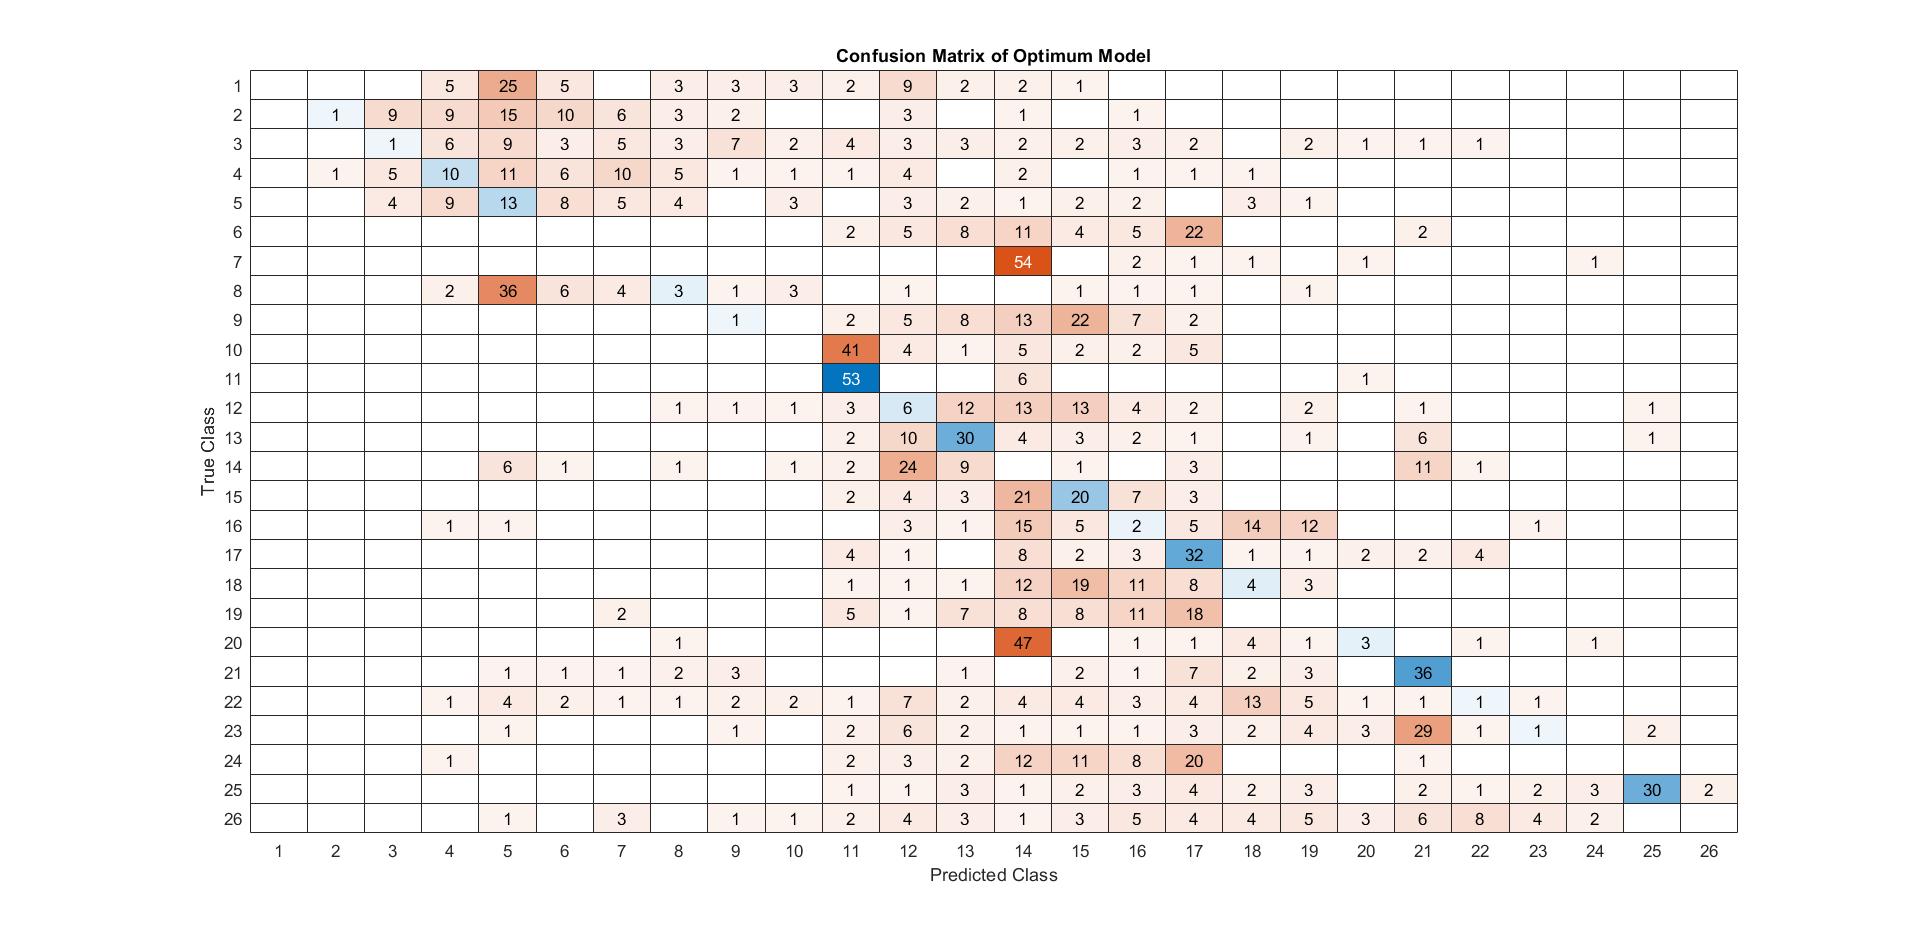 Confusion Matrix of Optimum Model
1 5 25 5 3 3 3 2 9 2 2 1
2 1 9 9 15 10 6 3 2 3 1 1
3 1 6 9 3 5 3 7 2 4 3 3 2 2 3 2 2 1 1 1
4 1 5 10 11 6 10 5 1 1 1 4 2 1 1 1
5 4 9 13 8 5 4 3 3 2 1 2 2 3 1
6 2 5 8 11 4 5 22 2
7 54 2 1 1 1 1
8 2 36 6 4 3 1 3 1 1 1 1 1
9 1 2 5 8 13 22 7 2
10 41 4 1 5 2 2 5
11 53 6 1
12 1 1 1 3 6 12 13 13 4 2 2 1 1
13 2 10 30 4 3 2 1 1 6 1
14 6 1 1 1 2 24 9 1 3 11 1
15 2 4 3 21 20 7 3
16 1 1 3 1 15 5 2 5 14 12 1
17 4 1 8 2 3 32 1 1 2 2 4
18 1 1 1 12 19 11 8 4 3
19 2 5 1 7 8 8 11 18
20 1 47 1 1 4 1 3 1 1
21 1 1 1 2 3 1 2 1 7 2 3 36
22 1 4 2 1 1 2 2 1 7 2 4 4 3 4 13 5 1 1 1 1
23 1 1 2 6 2 1 1 1 3 2 4 3 29 1 1 2
24 1 2 3 2 12 11 8 20 1
25 1 1 3 1 2 3 4 2 3 2 1 2 3 30 2
26 1 3 1 1 2 4 3 1 3 5 4 4 5 3 6 8 4 2
True Class
1 2 3 4 5 6 7 8 9 10 11 12 13 14 15 16 17 18 19 20 21 22 23 24 25 26
Predicted Class